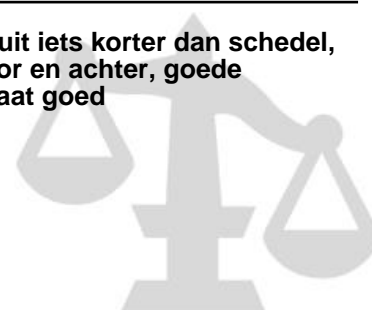 uit iets korter dan schedel,
or en achter, goede
aat goed